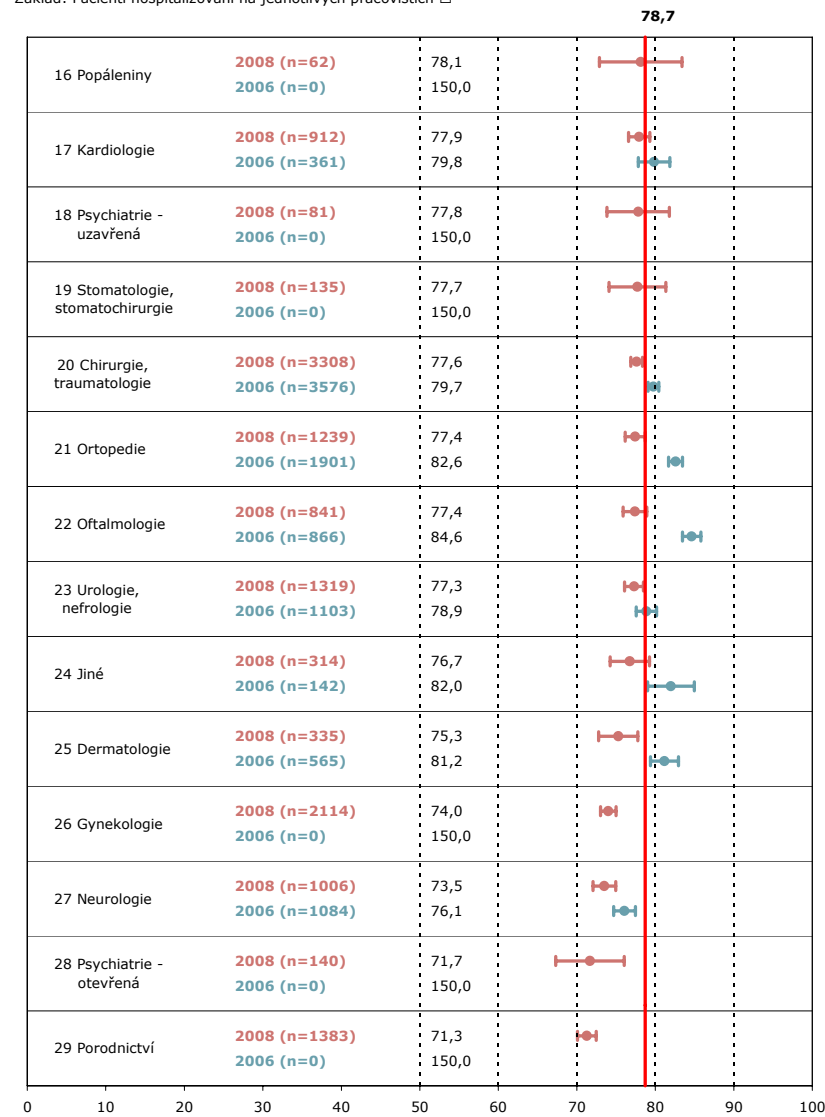 Základ: Pacienti hospitalizovaní na jednotlivých pracovištích □
78,7
16 Popáleniny
2008 (n=62) 78,1
2006 (n=0) 150,0
17 Kardiologie
2008 (n=912) 77,9
2006 (n=361) 79,8
18 Psychiatrie -
uzavřená
2008 (n=81) 77,8
2006 (n=0) 150,0
19 Stomatologie,
stomatochirurgie
2008 (n=135) 77,7
2006 (n=0) 150,0
20 Chirurgie,
traumatologie
2008 (n=3308) 77,6
2006 (n=3576) 79,7
21 Ortopedie
2008 (n=1239) 77,4
2006 (n=1901) 82,6
22 Oftalmologie
2008 (n=841) 77,4
2006 (n=866) 84,6
23 Urologie,
nefrologie
2008 (n=1319) 77,3
2006 (n=1103) 78,9
24 Jiné
2008 (n=314) 76,7
2006 (n=142) 82,0
25 Dermatologie
2008 (n=335) 75,3
2006 (n=565) 81,2
26 Gynekologie
2008 (n=2114) 74,0
2006 (n=0) 150,0
27 Neurologie
2008 (n=1006) 73,5
2006 (n=1084) 76,1
28 Psychiatrie -
otevřená
2008 (n=140) 71,7
2006 (n=0) 150,0
29 Porodnictví
2008 (n=1383) 71,3
2006 (n=0) 150,0
0 10 20 30 40 50 60 70 80 90 100